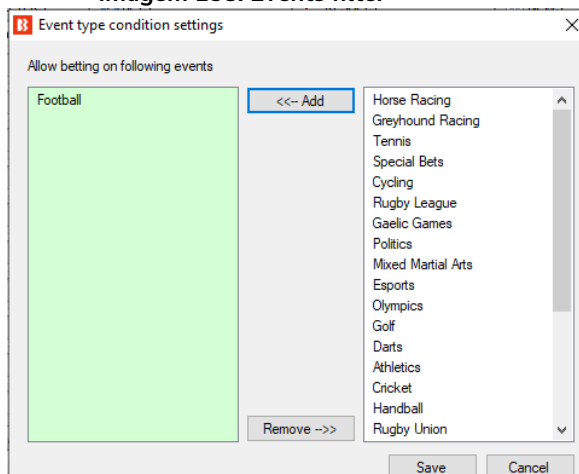 Event type condition settings
Allow betting on following events
Football
<<-- Add
Remove -->>
Horse Racing
Greyhound Racing
Tennis
Special Bets
Cycling
Rugby League
Gaelic Games
Politics
Mixed Martial Arts
Esports
Olympics
Golf
Darts
Athletics
Cricket
Handball
Rugby Union
Save
Cancel